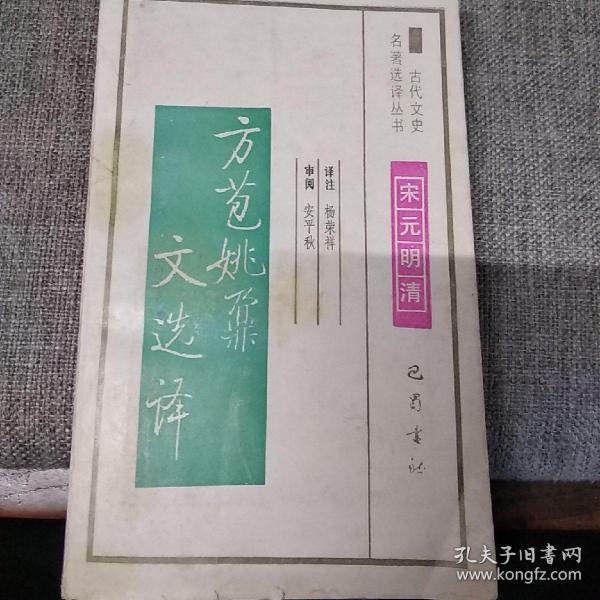 古代文史
名著选译丛书
宋元明清
巴蜀书社
译注 杨荣祥
审阅 安平秋
方苞姚鼐
文选译
孔夫子旧书网
www.kongfz.com